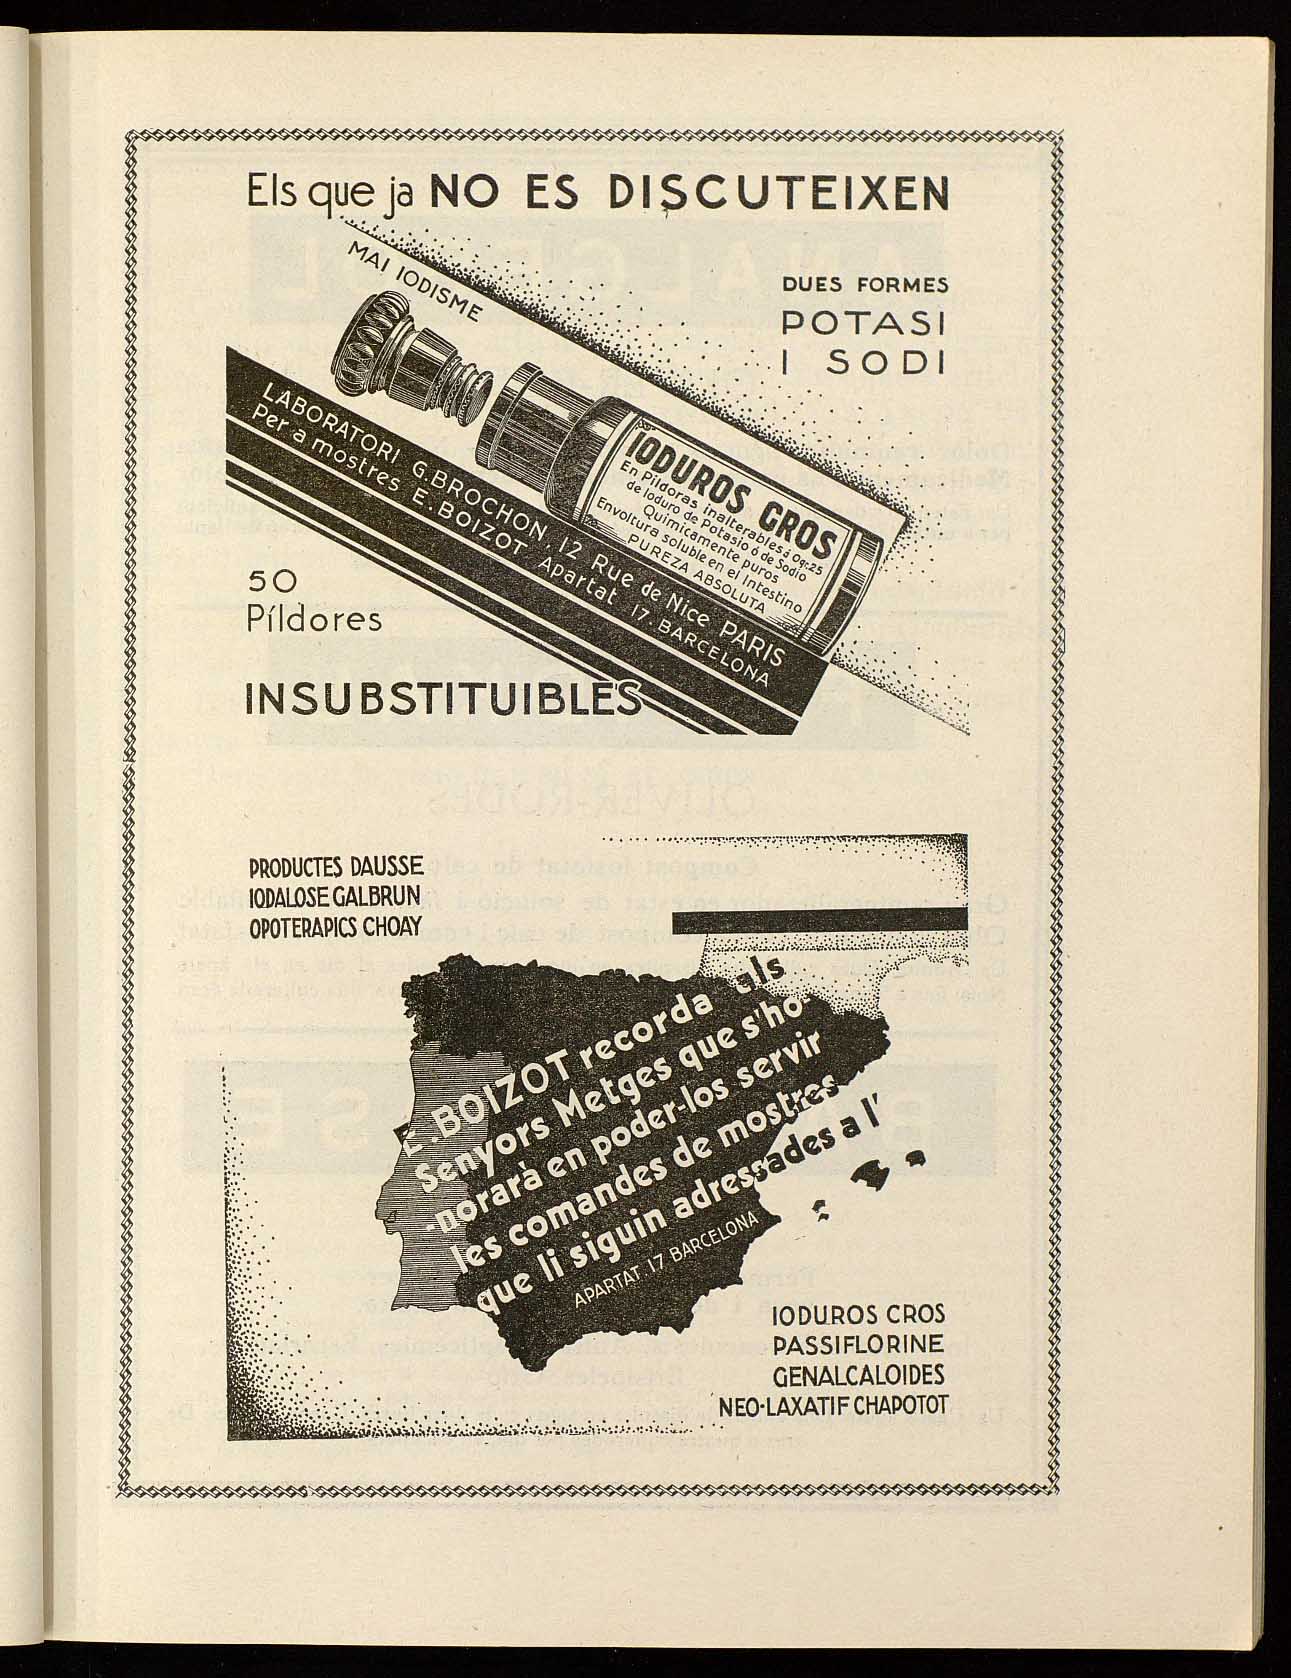 Els que ja NO ES DISCUTEIXEN
MAI IODISME
DUES FORMES
POTASI
I SODI
IODUROS CROS
En Píldoras inalterables á 0g:25
de Ioduro de Potasio ó de Sodio
Quimicamente puros
Envoltura soluble en el Intestino
PUREZA ABSOLUTA
LABORATORI G. BROCHON, 12 Rue de Nice PARIS
Per a mostres E. BOIZOT Apartat 17. BARCELONA
50
Píldores
INSUBSTITUIBLES
PRODUCTES DAUSSE
IODALOSE GALBRUN
OPOTERAPICS CHOAY
E. BOIZOT recorda als
Senyors Metges que s'ho-
-norarà en poder-los servir
les comandes de mostres
que li siguin adressades a l'
APARTAT. 17 BARCELONA
IODUROS CROS
PASSIFLORINE
GENALCALOIDES
NEO-LAXATIF CHAPOTOT